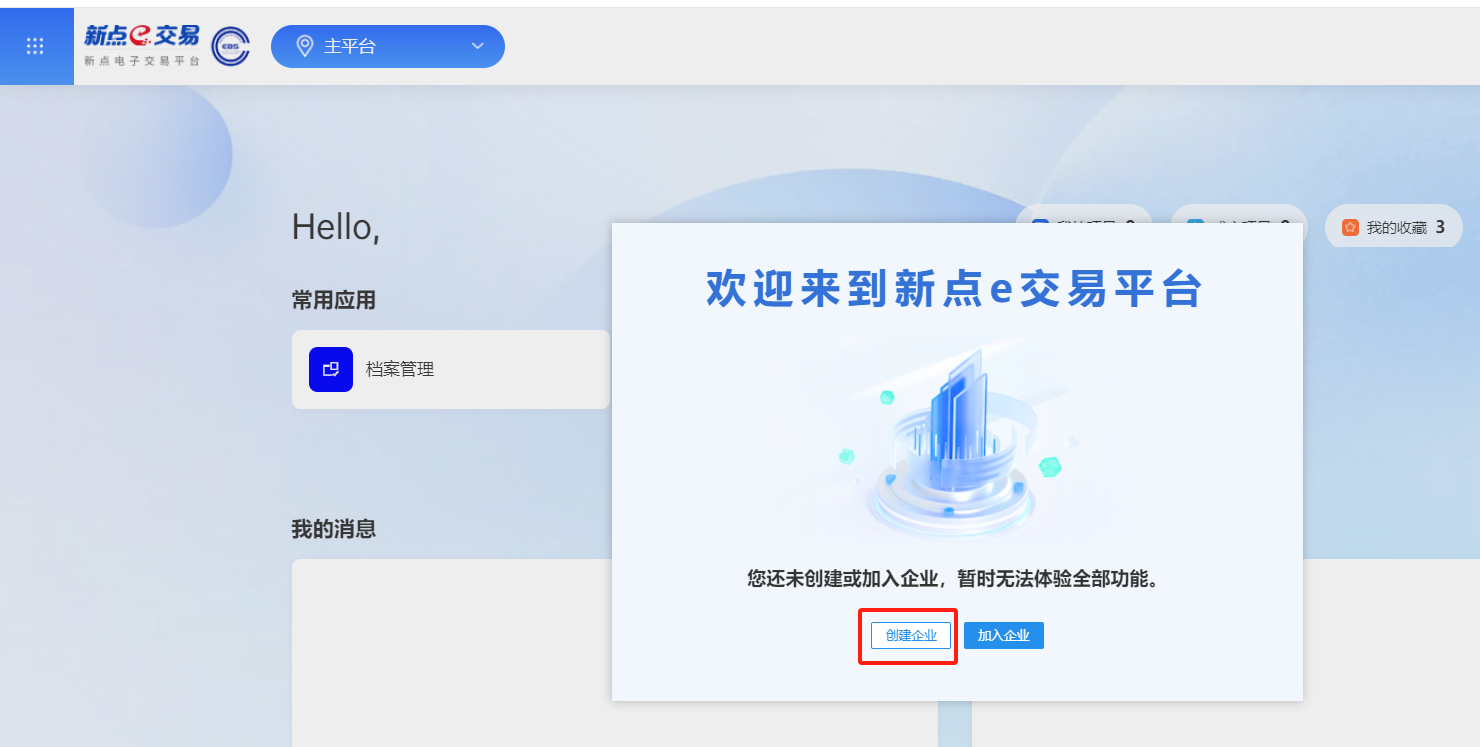 新点e交易
新点电子交易平台
EBS
主平台
Hello,
我的收藏 3
欢迎来到新点e交易平台
常用应用
档案管理
我的消息
您还未创建或加入企业，暂时无法体验全部功能。
创建企业 加入企业